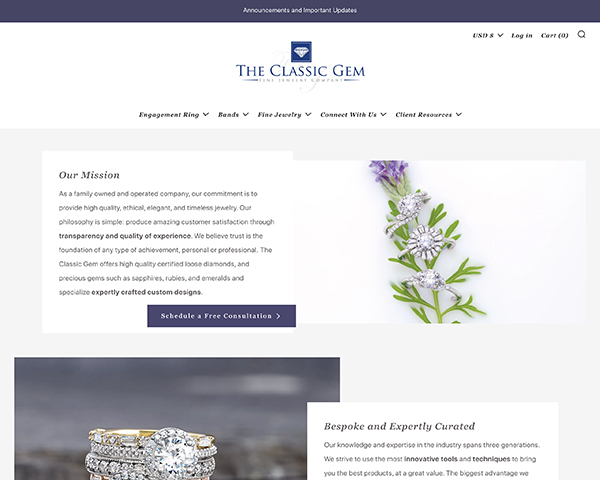 Announcements and Important Updates
USD $ Log in Cart (0)
THE CLASSIC GEM
FINE JEWELRY COMPANY
Engagement Ring Bands Fine Jewelry Connect With Us Client Resources
Our Mission
As a family owned and operated company, our commitment is to
provide high quality, ethical, elegant, and timeless jewelry. Our
philosophy is simple: produce amazing customer satisfaction through
transparency and quality of experience. We believe trust is the
foundation of any type of achievement, personal or professional. The
Classic Gem offers high quality certified loose diamonds, and
precious gems such as sapphires, rubies, and emeralds and
specialize expertly crafted custom designs.
Schedule a Free Consultation
Bespoke and Expertly Curated
Our knowledge and expertise in the industry spans three generations.
We strive to use the most innovative tools and techniques to bring
you the best products, at a great value. The biggest advantage we